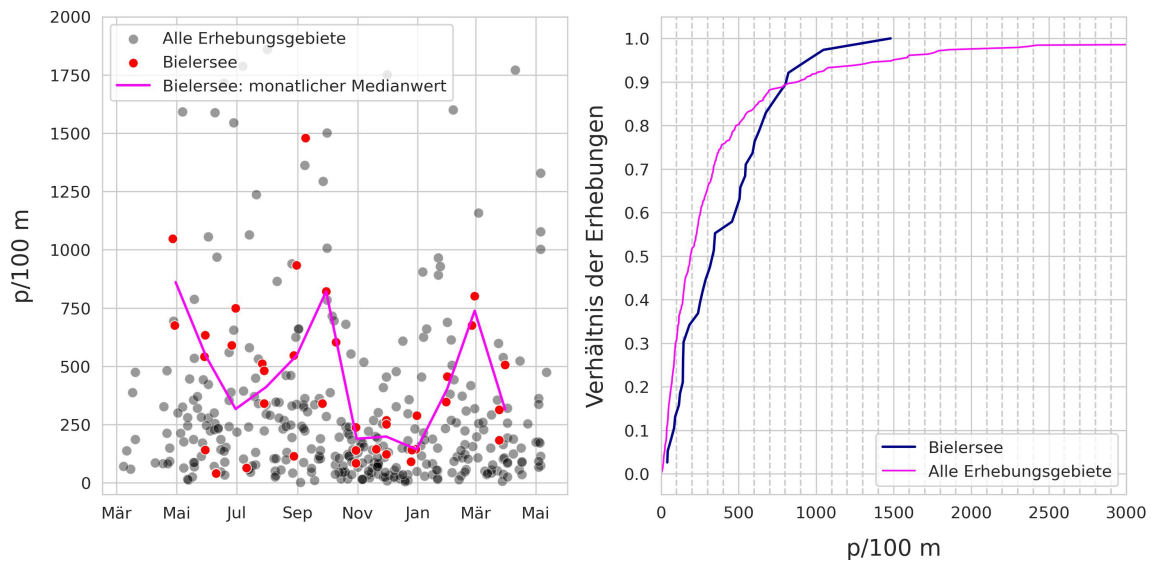 2000
1750
1500
1250
1000
750
500
250
0
p/100 m
Alle Erhebungsgebiete
Bielersee
Bielersee: monatlicher Medianwert
Mär
Mai
Jul
Sep
Nov
Jan
Mär
Mai
1.0
0.9
0.8
0.7
0.6
0.5
0.4
0.3
0.2
0.1
0.0
Verhältnis der Erhebungen
Bielersee
Alle Erhebungsgebiete
0
500
1000
1500
2000
2500
3000
p/100 m